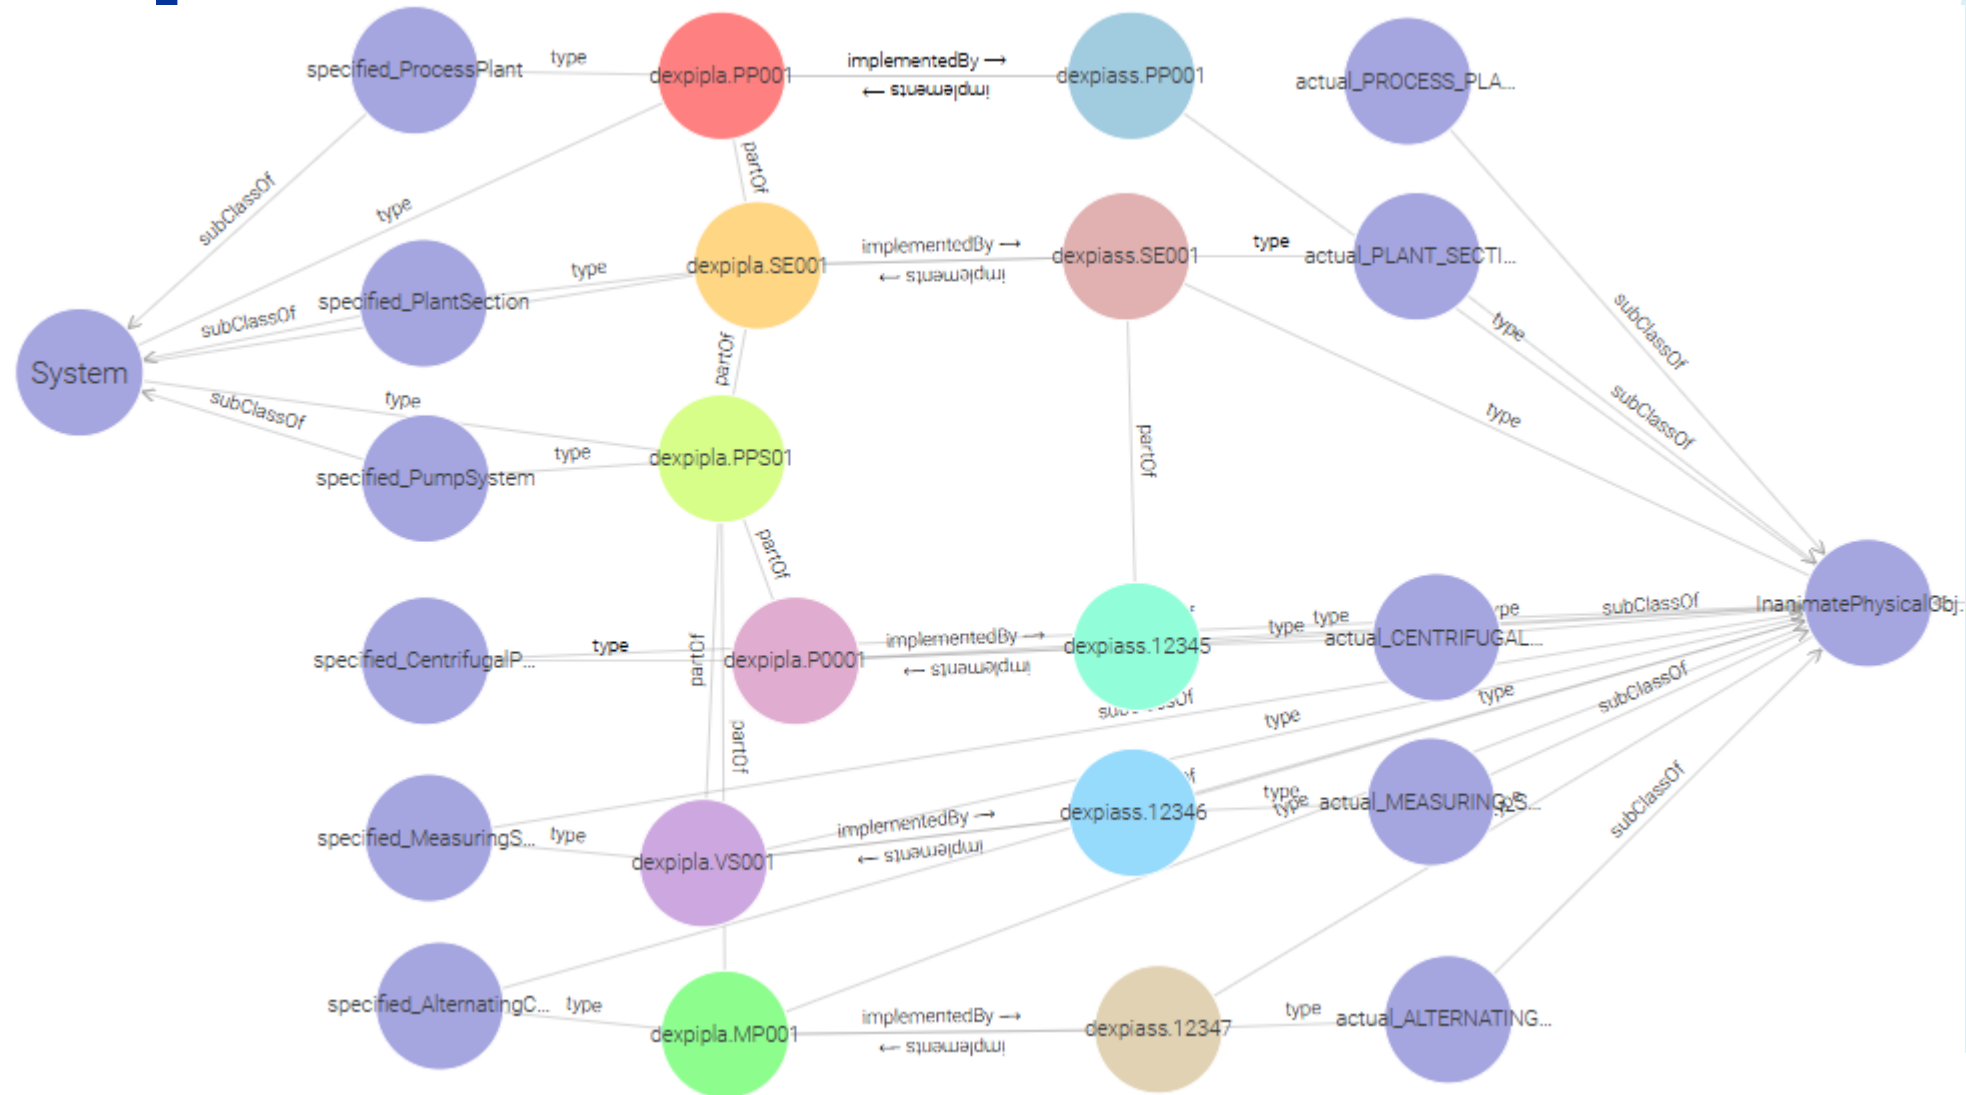 specified_ProcessPlant
type
dexpipla.PP001
implementedBy →
← implements
dexpiass.PP001
actual_PROCESS_PLA...
partOf
subClassOf
type
specified_PlantSection
type
dexpipla.SE001
implementedBy →
← implements
dexpiass.SE001
type
actual_PLANT_SECTI...
subClassOf
type
subClassOf
System
subClassOf
partOf
subClassOf
type
type
specified_PumpSystem
type
dexpipla.PPS01
partOf
partOf
InanimatePhysicalObj.
specified_CentrifugalP...
type
partOf
dexpipla.P0001
implementedBy →
← implements
dexpiass.12345
type
type
actual_CENTRIFUGAL...
subClassOf
type
subClassOf
type
partOf
specified_MeasuringS...
type
dexpipla.VS001
implementedBy →
← implements
dexpiass.12346
type
type
actual_MEASURING_S...
subClassOf
specified_AlternatingC...
type
dexpipla.MP001
implementedBy →
← implements
dexpiass.12347
type
actual_ALTERNATING...